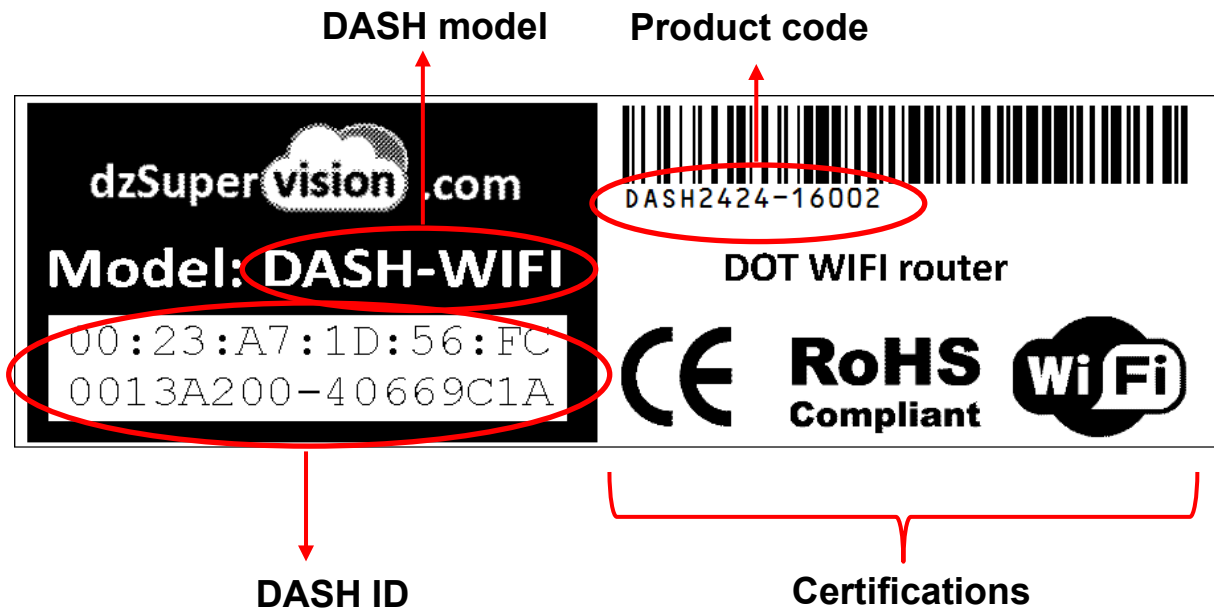 DASH model
Product code
dzSupervision.com
DASH2424-16002
Model: DASH-WIFI
DOT WIFI router
00:23:A7:1D:56:FC
0013A200-40669C1A
CE
RoHS
Compliant
Wi Fi
DASH ID
Certifications